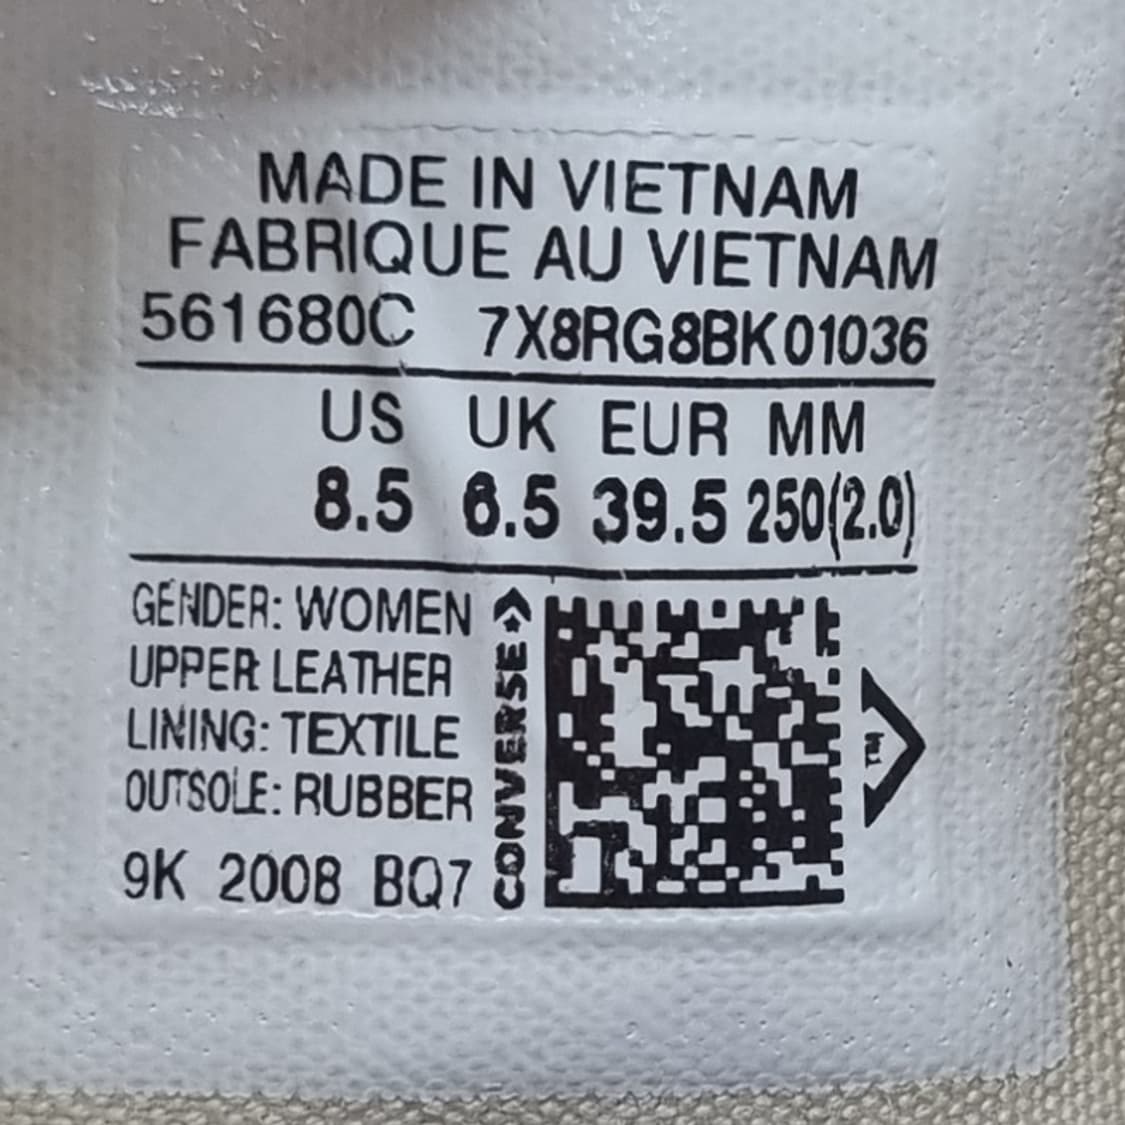 MADE IN VIETNAM
FABRIQUE AU VIETNAM
561680C 7X8RG8BK01036
US UK EUR MM
8.5 6.5 39.5 250(2.0)
GENDER: WOMEN
UPPER LEATHER
LINING: TEXTILE
OUTSOLE: RUBBER
9K 2008 BQ7
CONVERSE